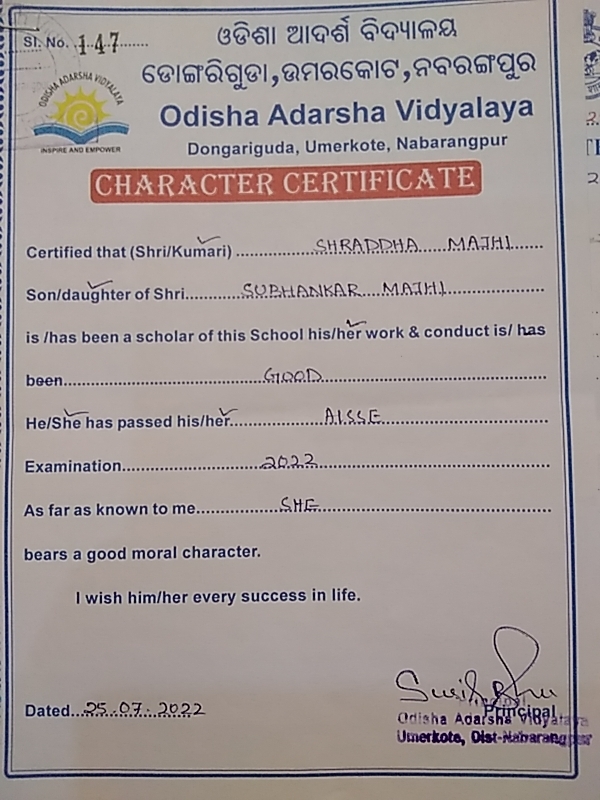 Sl. No. 147
ଓଡିଶା ଆଦର୍ଶ ବିଦ୍ୟାଳୟ
ଡୋଙ୍ଗରିଗୁଡା,ଉମରକୋଟ,ନବରଙ୍ଗପୁର
ODISHA ADARSHA VIDYALAYA
INSPIRE AND EMPOWER
Odisha Adarsha Vidyalaya
Dongariguda, Umerkote, Nabarangpur
CHARACTER CERTIFICATE
Certified that (Shri/Kumari) SHRADDHA MAJHI
Son/daughter of Shri SUBHANKAR MAJHI
is /has been a scholar of this School his/her work & conduct is/ has
been GOOD
He/She has passed his/her AISSE
Examination 2022
As far as known to me SHE
bears a good moral character.
I wish him/her every success in life.
Dated 25.07.2022
Principal
Odisha Adarsha Vidyalaya
Umerkote, Dist-Nabarangpur